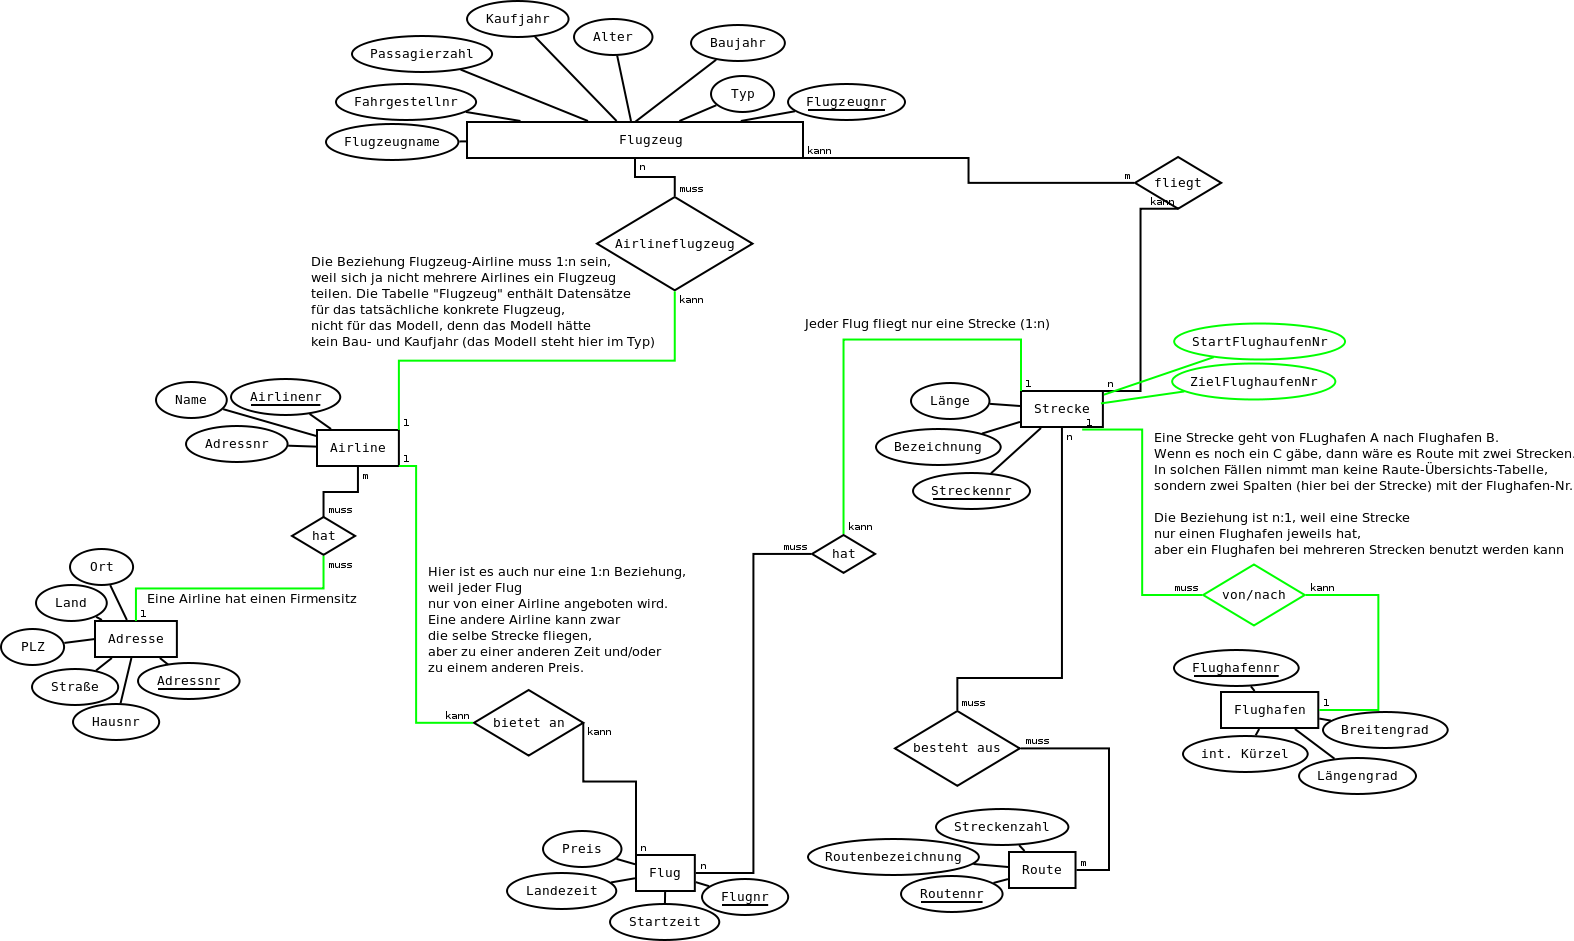 Kaufjahr
Alter
Baujahr
Passagierzahl
Typ
Fahrgestellnr
Flugzeugnr
Flugzeugname
Flugzeug
kann
n
muss
m
fliegt
kann
Airlineflugzeug
kann
Die Beziehung Flugzeug-Airline muss 1:n sein,
weil sich ja nicht mehrere Airlines ein Flugzeug
teilen. Die Tabelle "Flugzeug" enthält Datensätze
für das tatsächliche konkrete Flugzeug,
nicht für das Modell, denn das Modell hätte
kein Bau- und Kaufjahr (das Modell steht hier im Typ)
Jeder Flug fliegt nur eine Strecke (1:n)
StartFlughaufenNr
ZielFlughaufenNr
1
n
Länge
Strecke
1
n
Bezeichnung
Streckennr
Name
Airlinenr
Adressnr
1
Airline
1
m
Eine Strecke geht von FLughafen A nach Flughafen B.
Wenn es noch ein C gäbe, dann wäre es Route mit zwei Strecken.
In solchen Fällen nimmt man keine Raute-Übersichts-Tabelle,
sondern zwei Spalten (hier bei der Strecke) mit der Flughafen-Nr.
Die Beziehung ist n:1, weil eine Strecke
nur einen Flughafen jeweils hat,
aber ein Flughafen bei mehreren Strecken benutzt werden kann
muss
hat
muss
kann
muss
hat
muss
von/nach
kann
Ort
Land
Eine Airline hat einen Firmensitz
1
Adresse
PLZ
Straße
Adressnr
Hausnr
Hier ist es auch nur eine 1:n Beziehung,
weil jeder Flug
nur von einer Airline angeboten wird.
Eine andere Airline kann zwar
die selbe Strecke fliegen,
aber zu einer anderen Zeit und/oder
zu einem anderen Preis.
kann
bietet an
kann
muss
besteht aus
muss
Flughafennr
1
Flughafen
Breitengrad
int. Kürzel
Längengrad
Preis
n
Flug
n
Landezeit
Flugnr
Startzeit
Streckenzahl
Routenbezeichnung
Route
m
Routennr